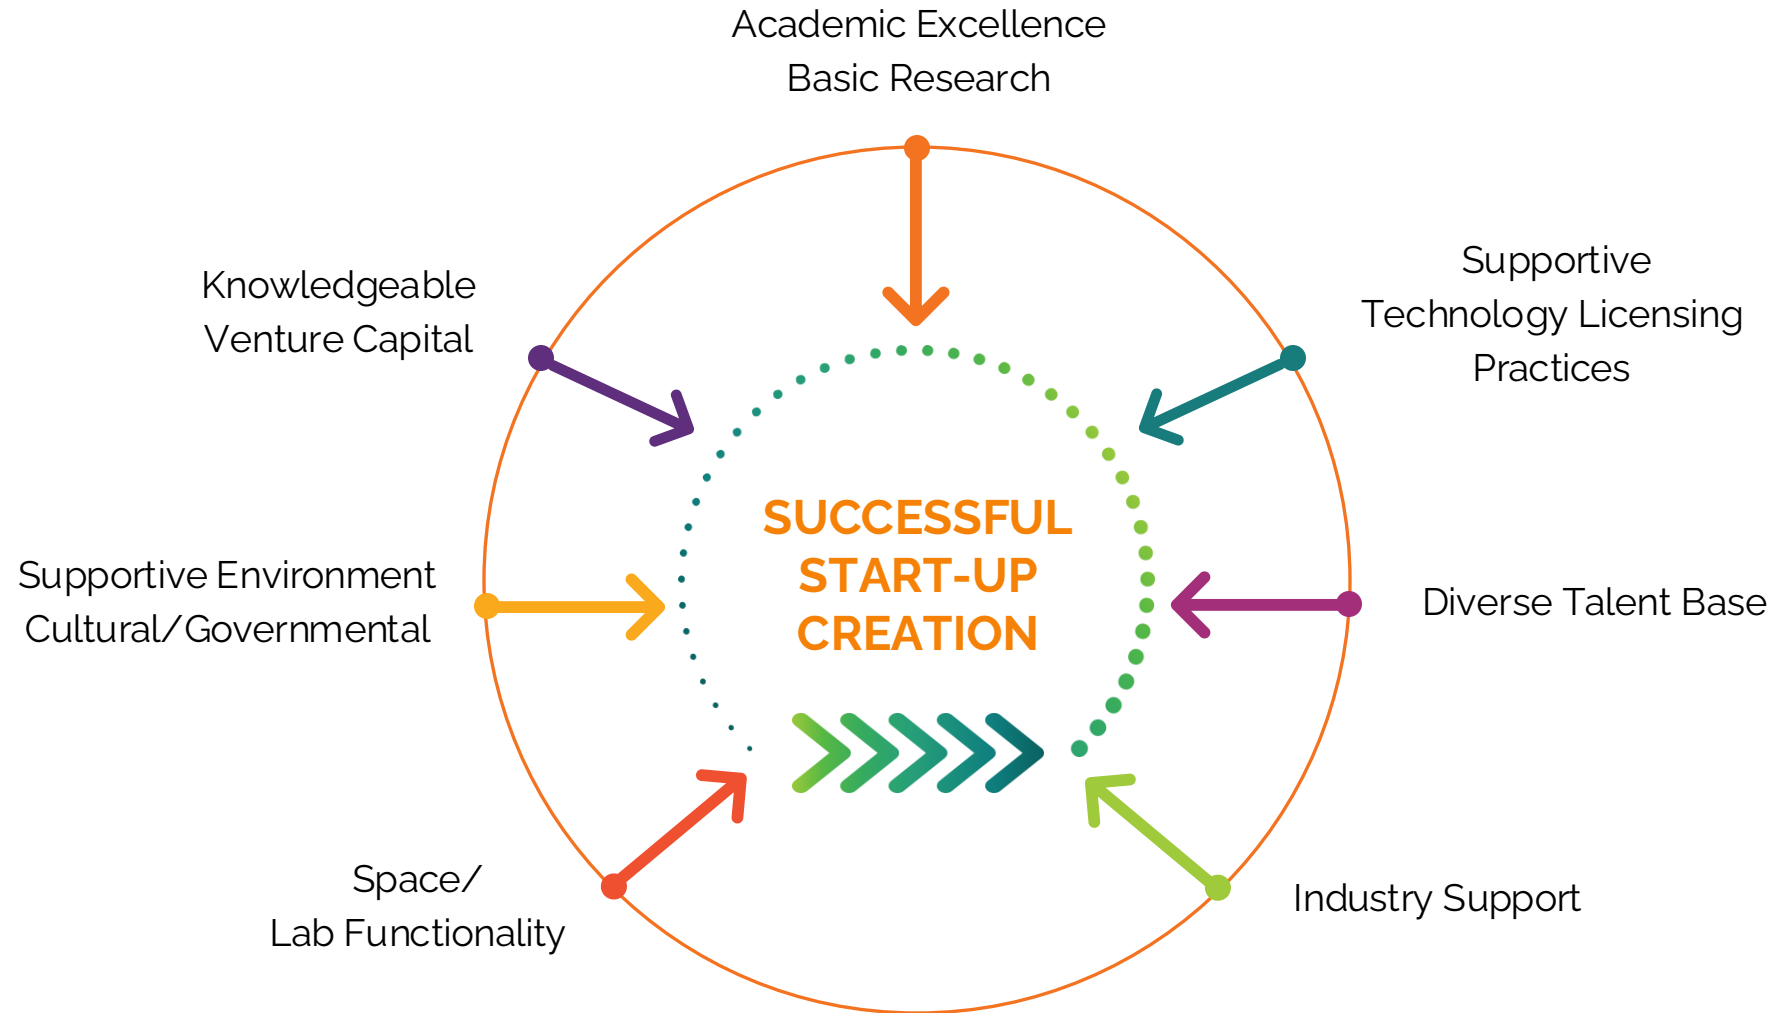 Academic Excellence
Basic Research
Knowledgeable
Venture Capital
Supportive
Technology Licensing
Practices
SUCCESSFUL
START-UP
CREATION
Supportive Environment
Cultural/Governmental
Diverse Talent Base
Space/
Lab Functionality
Industry Support